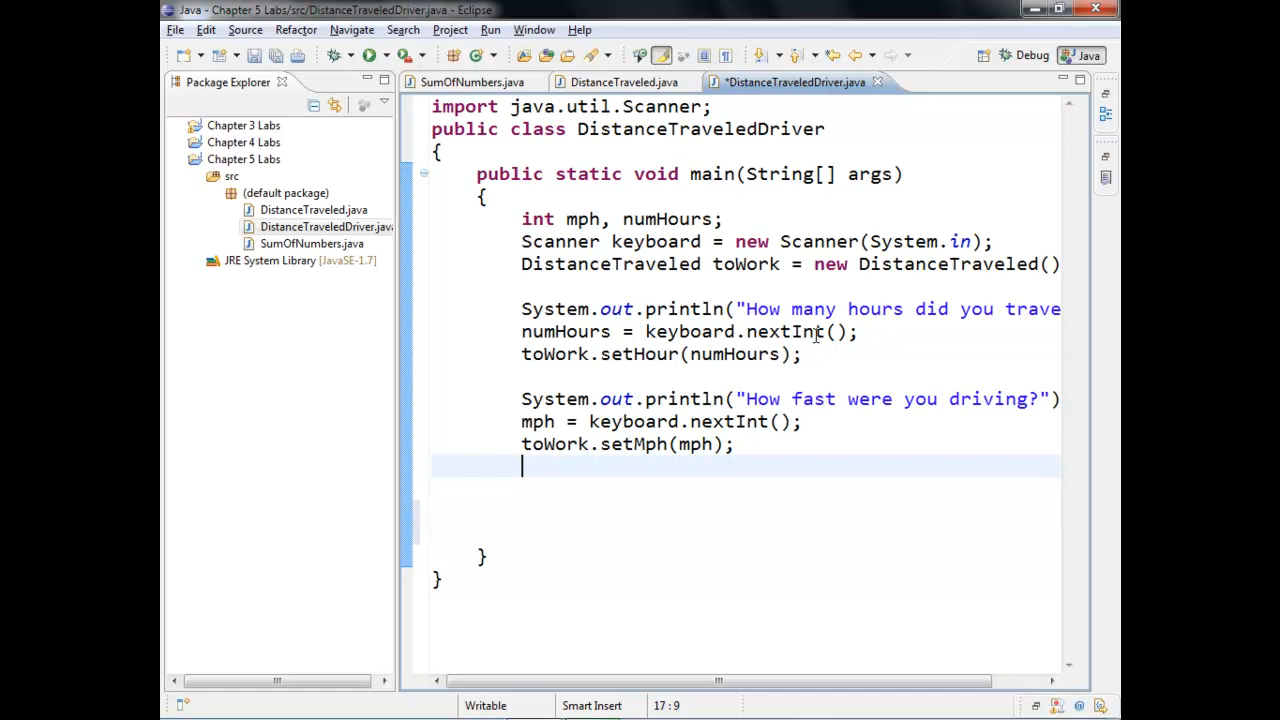 Java - Chapter 5 Labs/src/DistanceTraveledDriver.java - Eclipse
File Edit Source Refactor Navigate Search Project Run Window Help
Debug Java
Package Explorer
SumOfNumbers.java DistanceTraveled.java *DistanceTraveledDriver.java
Chapter 3 Labs
Chapter 4 Labs
Chapter 5 Labs
src
(default package)
DistanceTraveled.java
DistanceTraveledDriver.java
SumOfNumbers.java
JRE System Library [JavaSE-1.7]
import java.util.Scanner;
public class DistanceTraveledDriver
{
public static void main(String[] args)
{
int mph, numHours;
Scanner keyboard = new Scanner(System.in);
DistanceTraveled toWork = new DistanceTraveled()
System.out.println("How many hours did you trave
numHours = keyboard.nextInt();
toWork.setHour(numHours);
System.out.println("How fast were you driving?")
mph = keyboard.nextInt();
toWork.setMph(mph);
}
}
Writable Smart Insert 17 : 9